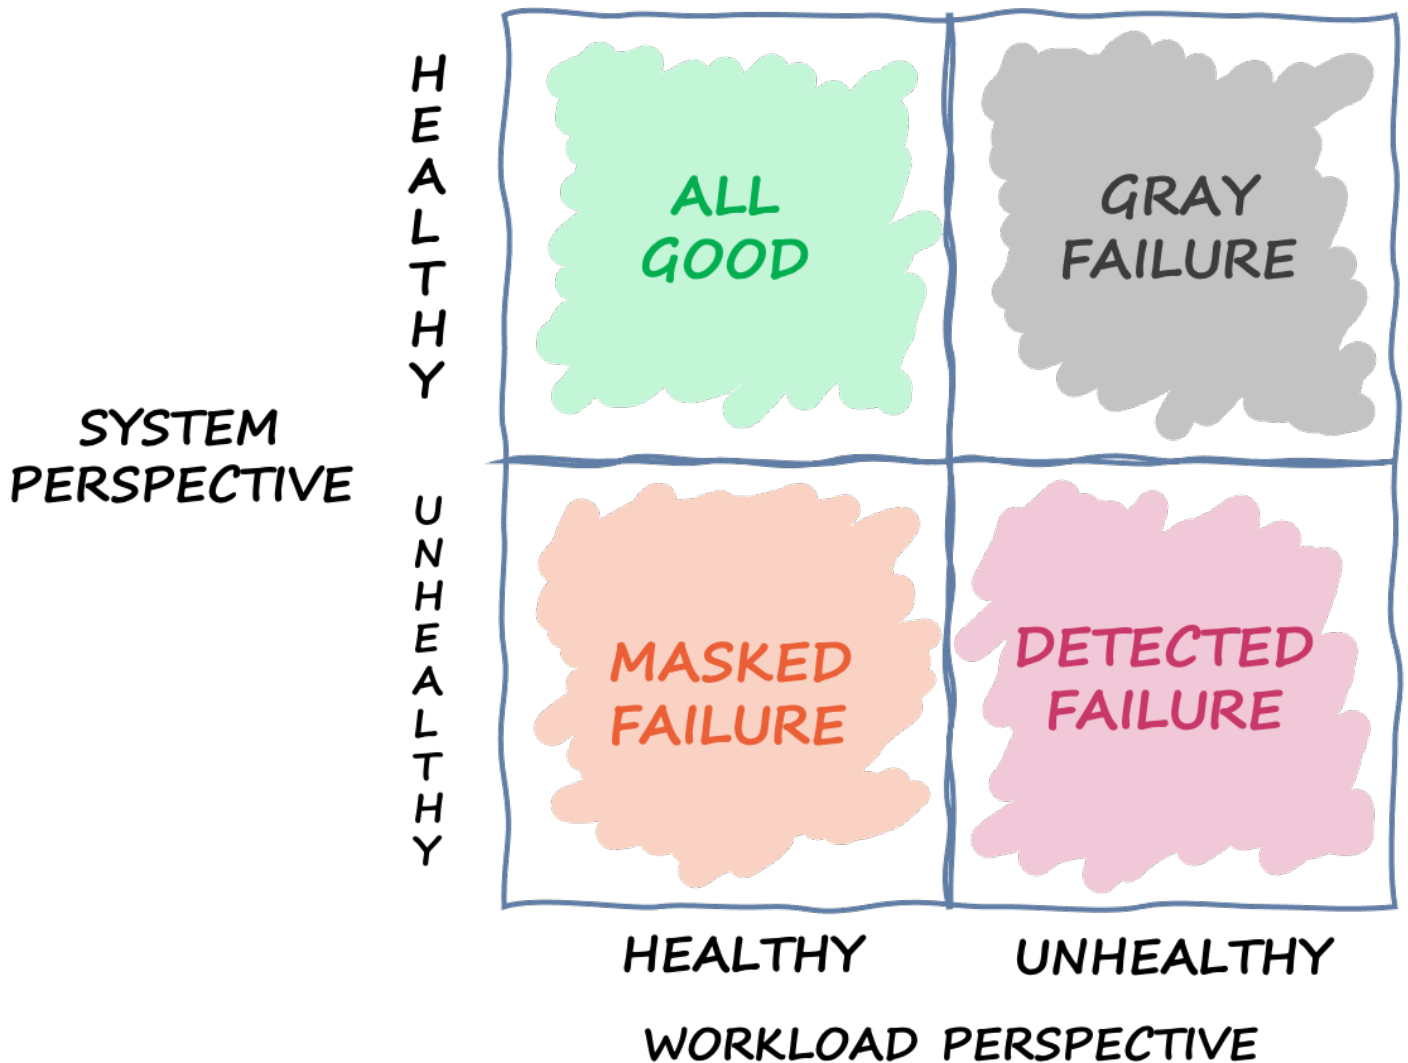 HEALTHY
ALL
GOOD
GRAY
FAILURE
SYSTEM
PERSPECTIVE
UNHEALTHY
MASKED
FAILURE
DETECTED
FAILURE
HEALTHY
UNHEALTHY
WORKLOAD PERSPECTIVE